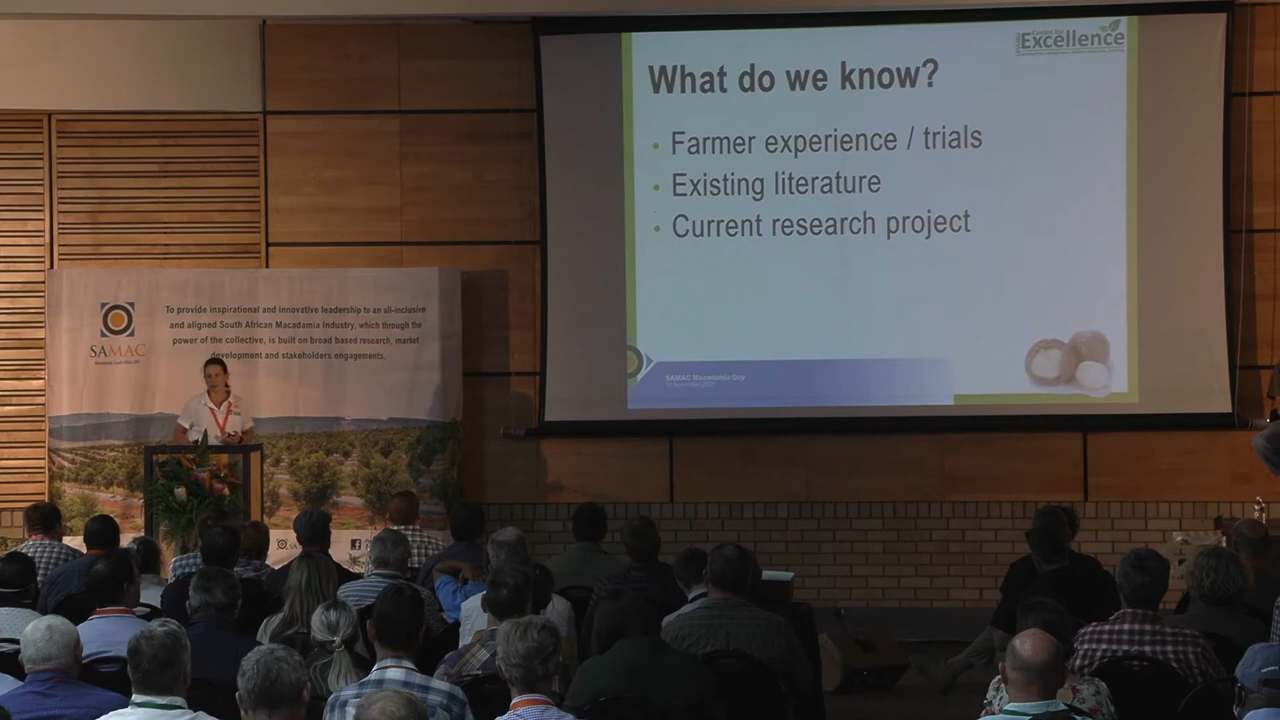 Centre for
Excellence
What do we know?
• Farmer experience / trials
• Existing literature
• Current research project
SAMAC Macadamia Day
To provide inspirational and innovative leadership to an all-inclusive
and aligned South African Macadamia Industry, which through the
power of the collective, is built on broad based research, market
development and stakeholders engagements.
SAMAC